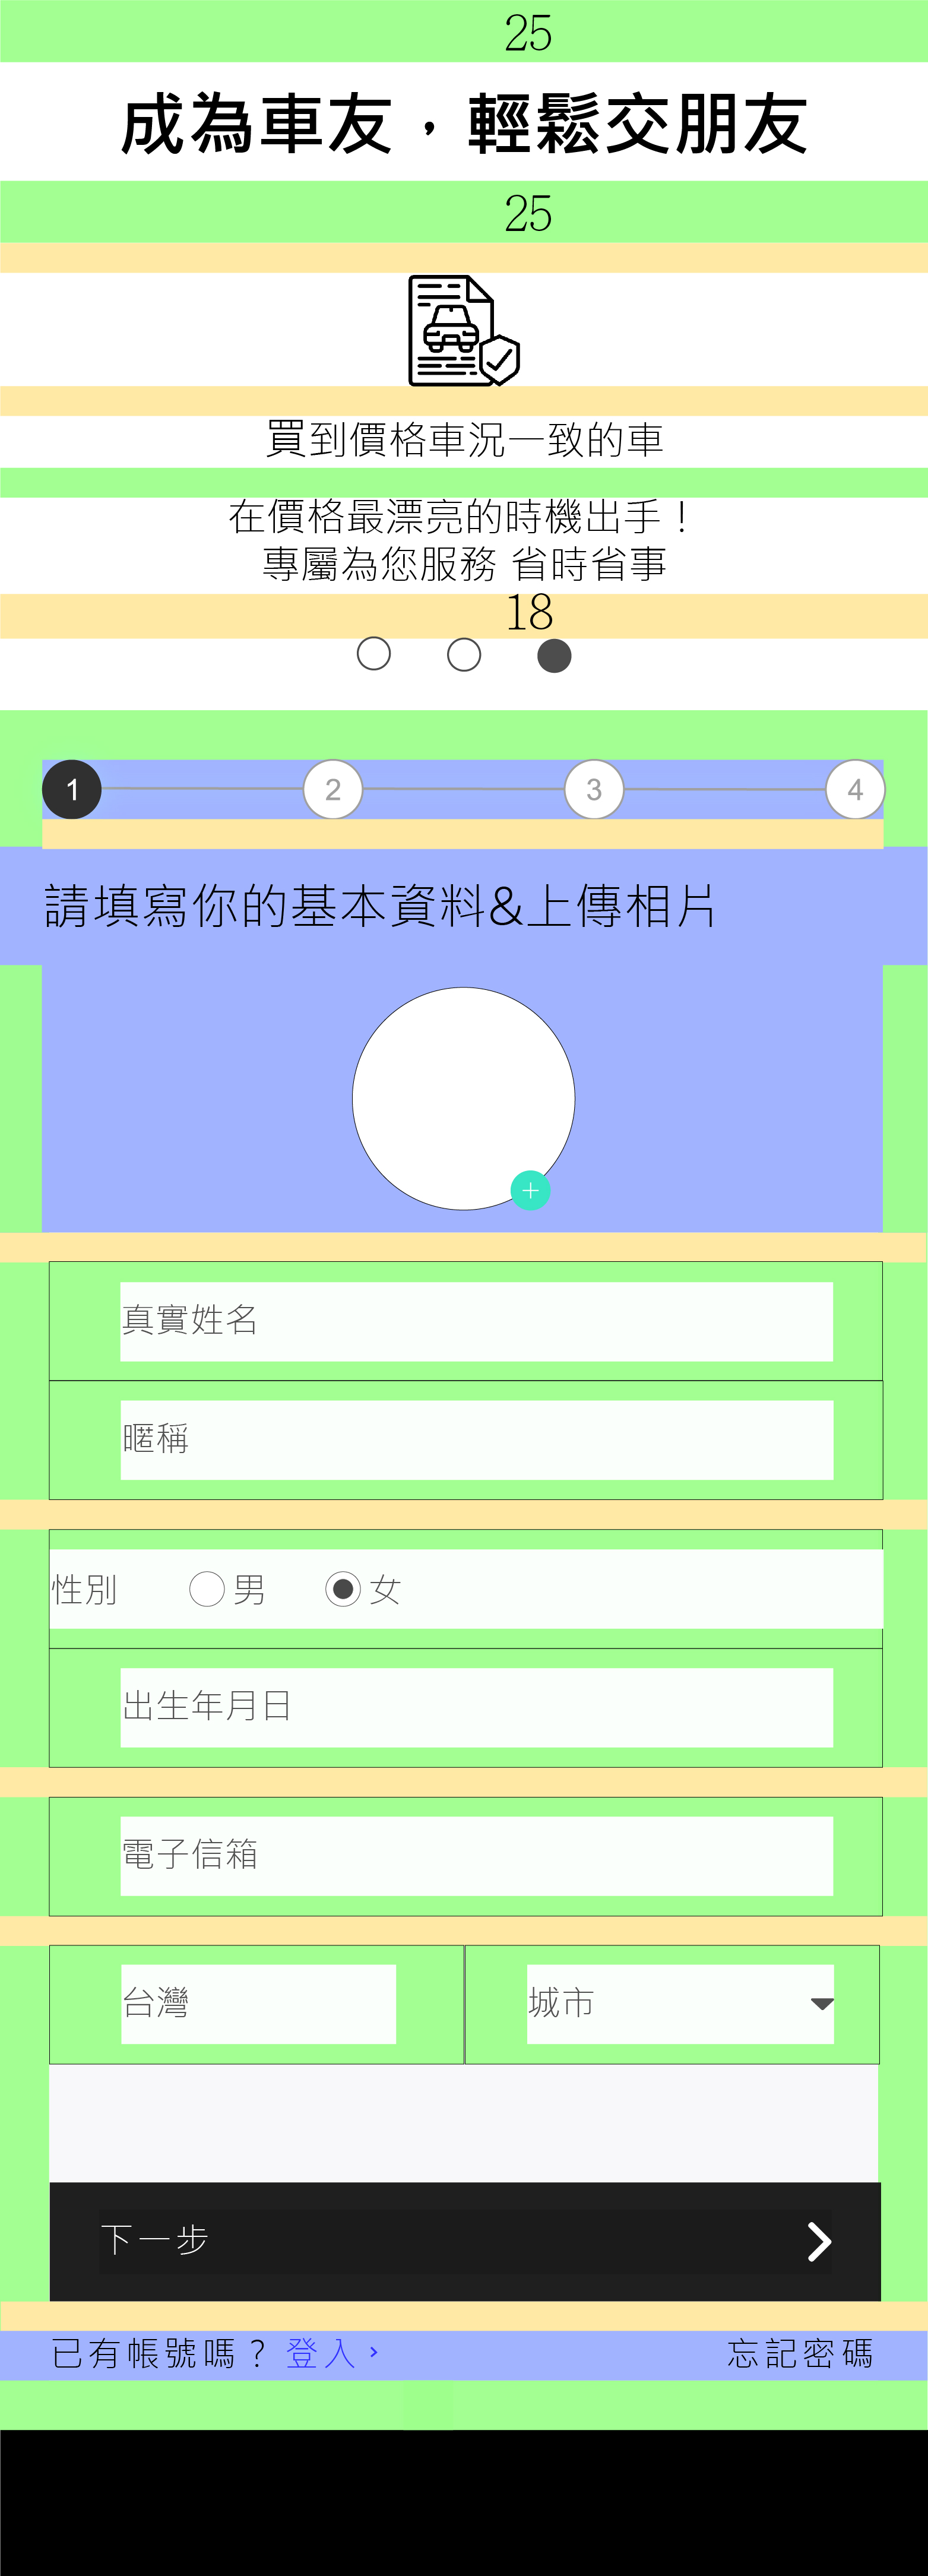 25
成為車友，輕鬆交朋友
25
買到價格車況一致的車
在價格最漂亮的時機出手！
專屬為您服務 省時省事
18
1 2 3 4
請填寫你的基本資料&上傳相片
真實姓名
暱稱
性別 男 女
出生年月日
電子信箱
台灣 城市
下一步
已有帳號嗎？登入 忘記密碼